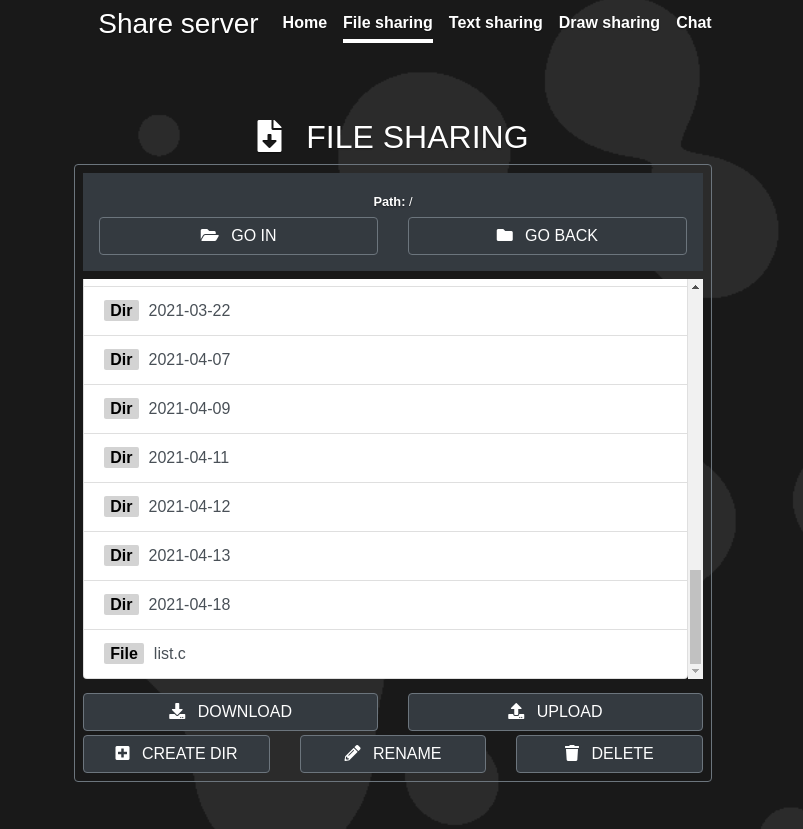 Share server Home File sharing Text sharing Draw sharing Chat
FILE SHARING
Path: /
GO IN GO BACK
Dir 2021-03-22
Dir 2021-04-07
Dir 2021-04-09
Dir 2021-04-11
Dir 2021-04-12
Dir 2021-04-13
Dir 2021-04-18
File list.c
DOWNLOAD UPLOAD
CREATE DIR RENAME DELETE